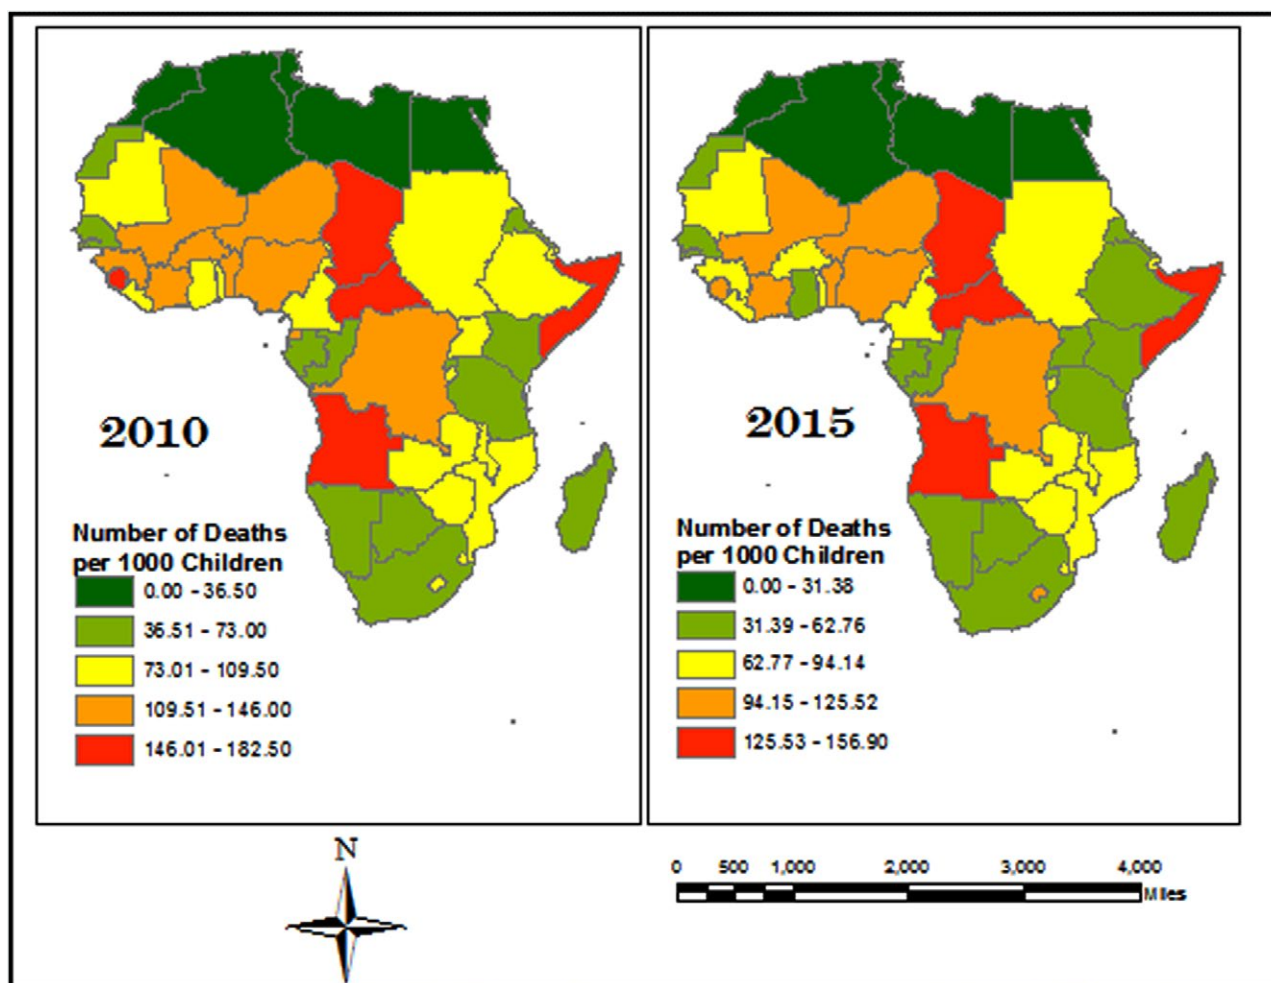 2010
Number of Deaths
per 1000 Children
0.00 - 36.50
36.51 - 73.00
73.01 - 109.50
109.51 - 146.00
146.01 - 182.50
2015
Number of Deaths
per 1000 Children
0.00 - 31.38
31.39 - 62.76
62.77 - 94.14
94.15 - 125.52
125.53 - 156.90
N
0 500 1,000 2,000 3,000 4,000
Miles